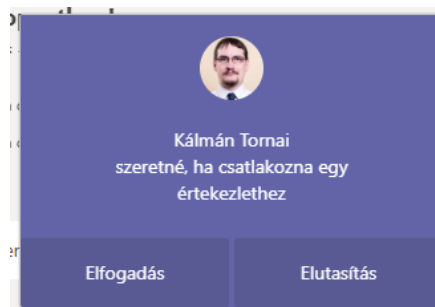 Kálmán Tornai
szeretné, ha csatlakozna egy
értekezlethez
Elfogadás
Elutasítás